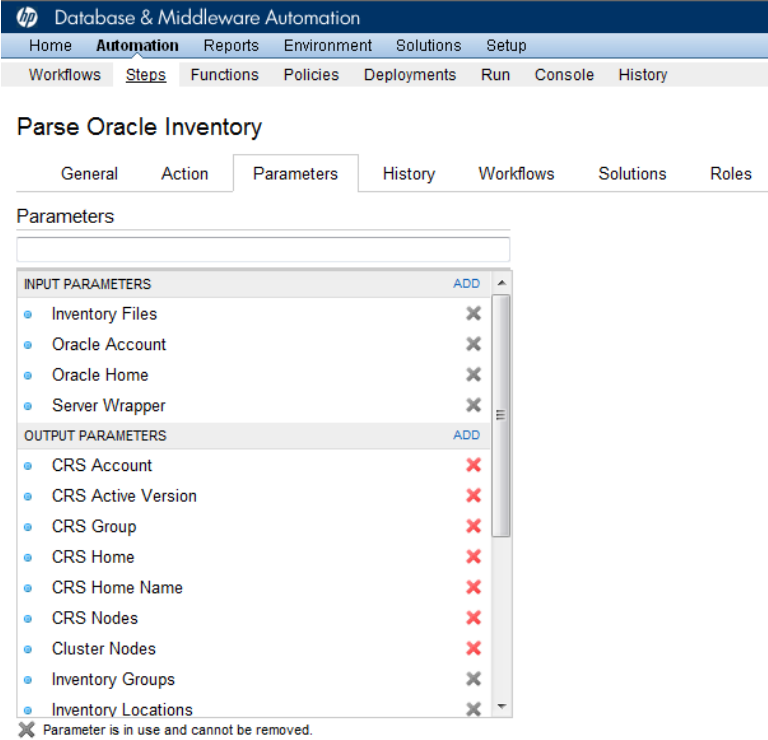 hp Database & Middleware Automation
Home Automation Reports Environment Solutions Setup
Workflows Steps Functions Policies Deployments Run Console History
Parse Oracle Inventory
General Action Parameters History Workflows Solutions Roles
Parameters
INPUT PARAMETERS ADD
Inventory Files
Oracle Account
Oracle Home
Server Wrapper
OUTPUT PARAMETERS ADD
CRS Account
CRS Active Version
CRS Group
CRS Home
CRS Home Name
CRS Nodes
Cluster Nodes
Inventory Groups
Inventory Locations
Parameter is in use and cannot be removed.